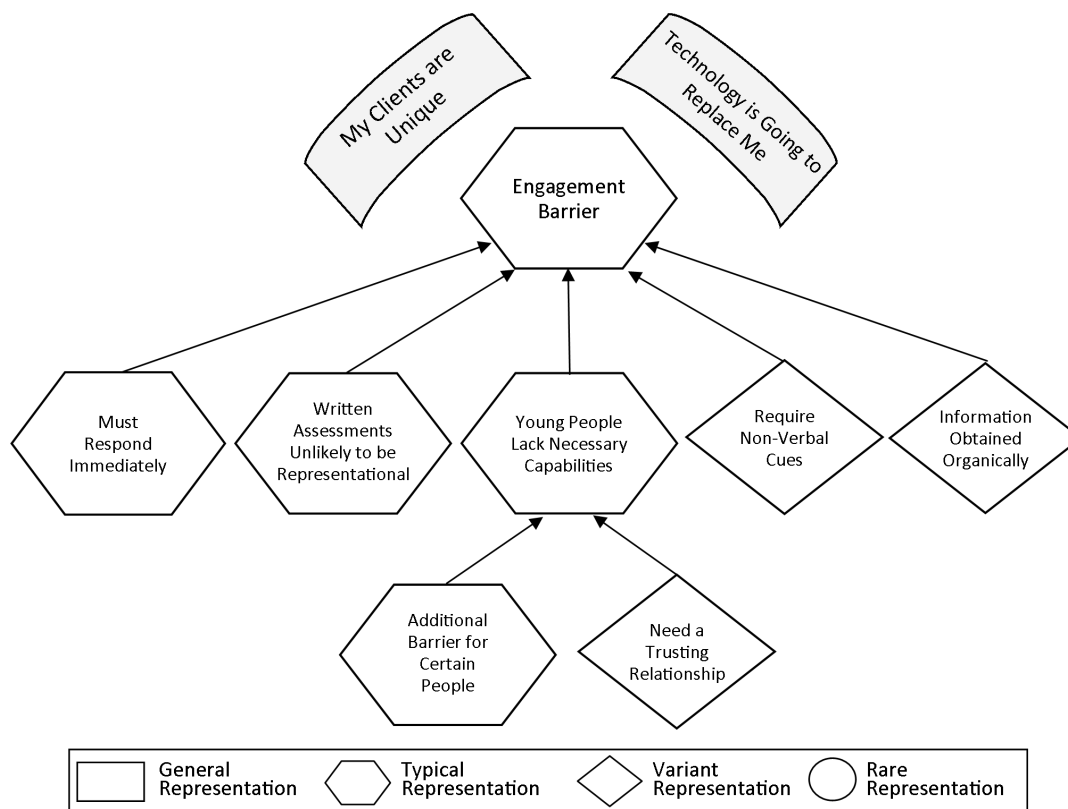 My Clients are
Unique
Technology is Going to
Replace Me
Engagement
Barrier
Must
Respond
Immediately
Written
Assessments
Unlikely to be
Representational
Young People
Lack Necessary
Capabilities
Require
Non-Verbal
Cues
Information
Obtained
Organically
Additional
Barrier for
Certain
People
Need a
Trusting
Relationship
General
Representation
Typical
Representation
Variant
Representation
Rare
Representation